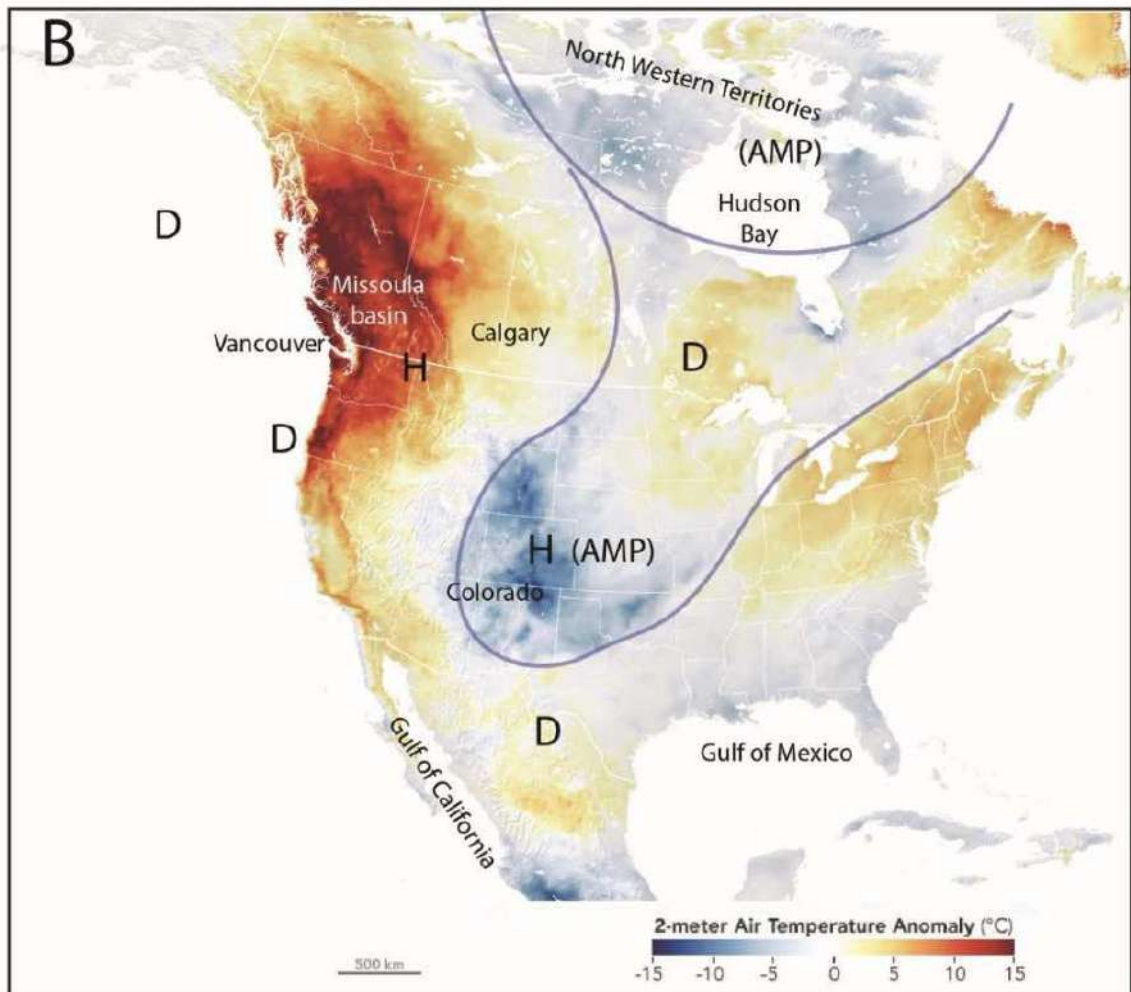 B
North Western Territories
(AMP)
Hudson
Bay
D
Missoula
basin
Vancouver
Calgary
H
D
D
H (AMP)
Colorado
D
Gulf of California
Gulf of Mexico
2-meter Air Temperature Anomaly (°C)
-15 -10 -5 0 5 10 15
500 km